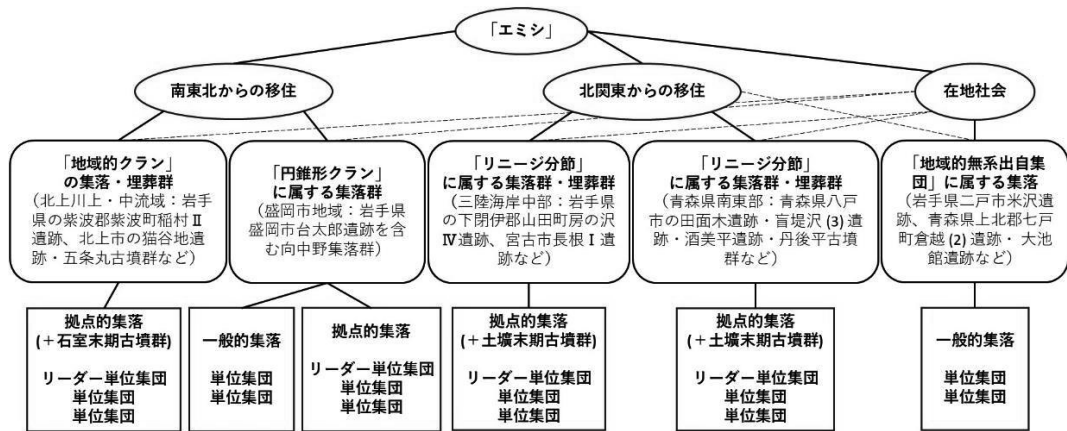 「エミシ」
南東北からの移住
北関東からの移住
在地社会
「地域的クラン」
の集落・埋葬群
（北上川上・中流域：岩手
県の紫波郡紫波町稲村Ⅱ
遺跡、北上市の猫谷地遺
跡・五条丸古墳群など）
「円錐形クラン」
に属する集落群
（盛岡市地域：岩手県
盛岡市台太郎遺跡を含
む向中野集落群）
「リニージ分節」
に属する集落群・埋葬群
（三陸海岸中部：岩手県
の下閉伊郡山田町房の沢
Ⅳ遺跡、宮古市長根Ⅰ遺
跡など）
「リニージ分節」
に属する集落群・埋葬群
（青森県南東部：青森県八戸
市の田面木遺跡・盲堤沢(3)遺
跡・酒美平遺跡・丹後平古墳
群など）
「地域的無系出自集
団」に属する集落
（岩手県二戸市米沢遺
跡、青森県上北郡七戸
町倉越(2)遺跡・ 大池
館遺跡など）
拠点的集落
(＋石室末期古墳群)
リーダー単位集団
単位集団
単位集団
一般的集落
単位集団
単位集団
拠点的集落
リーダー単位集団
単位集団
単位集団
拠点的集落
(＋土壙末期古墳群)
リーダー単位集団
単位集団
単位集団
拠点的集落
(＋土壙末期古墳群)
リーダー単位集団
単位集団
単位集団
一般的集落
単位集団
単位集団